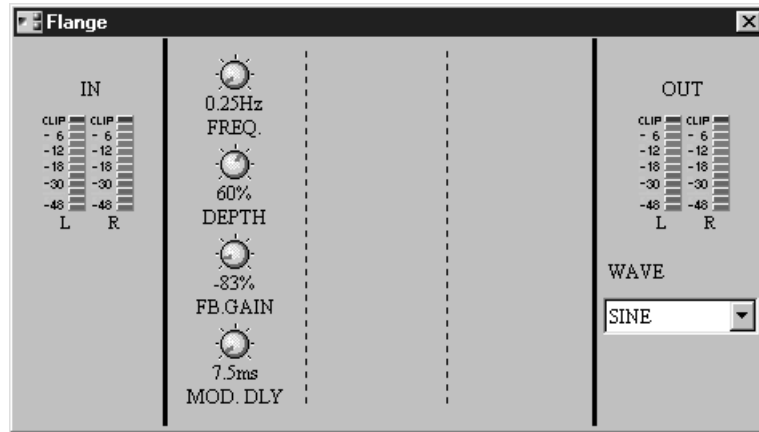 Flange
IN
CLIP CLIP
- 6 - 6
-12 -12
-18 -18
-30 -30
-48 -48
L R
0.25Hz
FREQ.
60%
DEPTH
-83%
FB.GAIN
7.5ms
MOD. DLY
OUT
CLIP CLIP
- 6 - 6
-12 -12
-18 -18
-30 -30
-48 -48
L R
WAVE
SINE